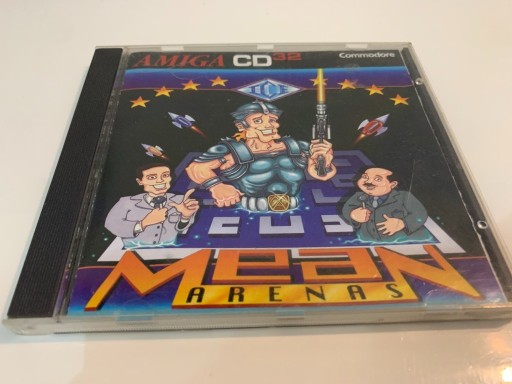 AMIGA CD32 Commodore
ICE
MeaN
ARENAS